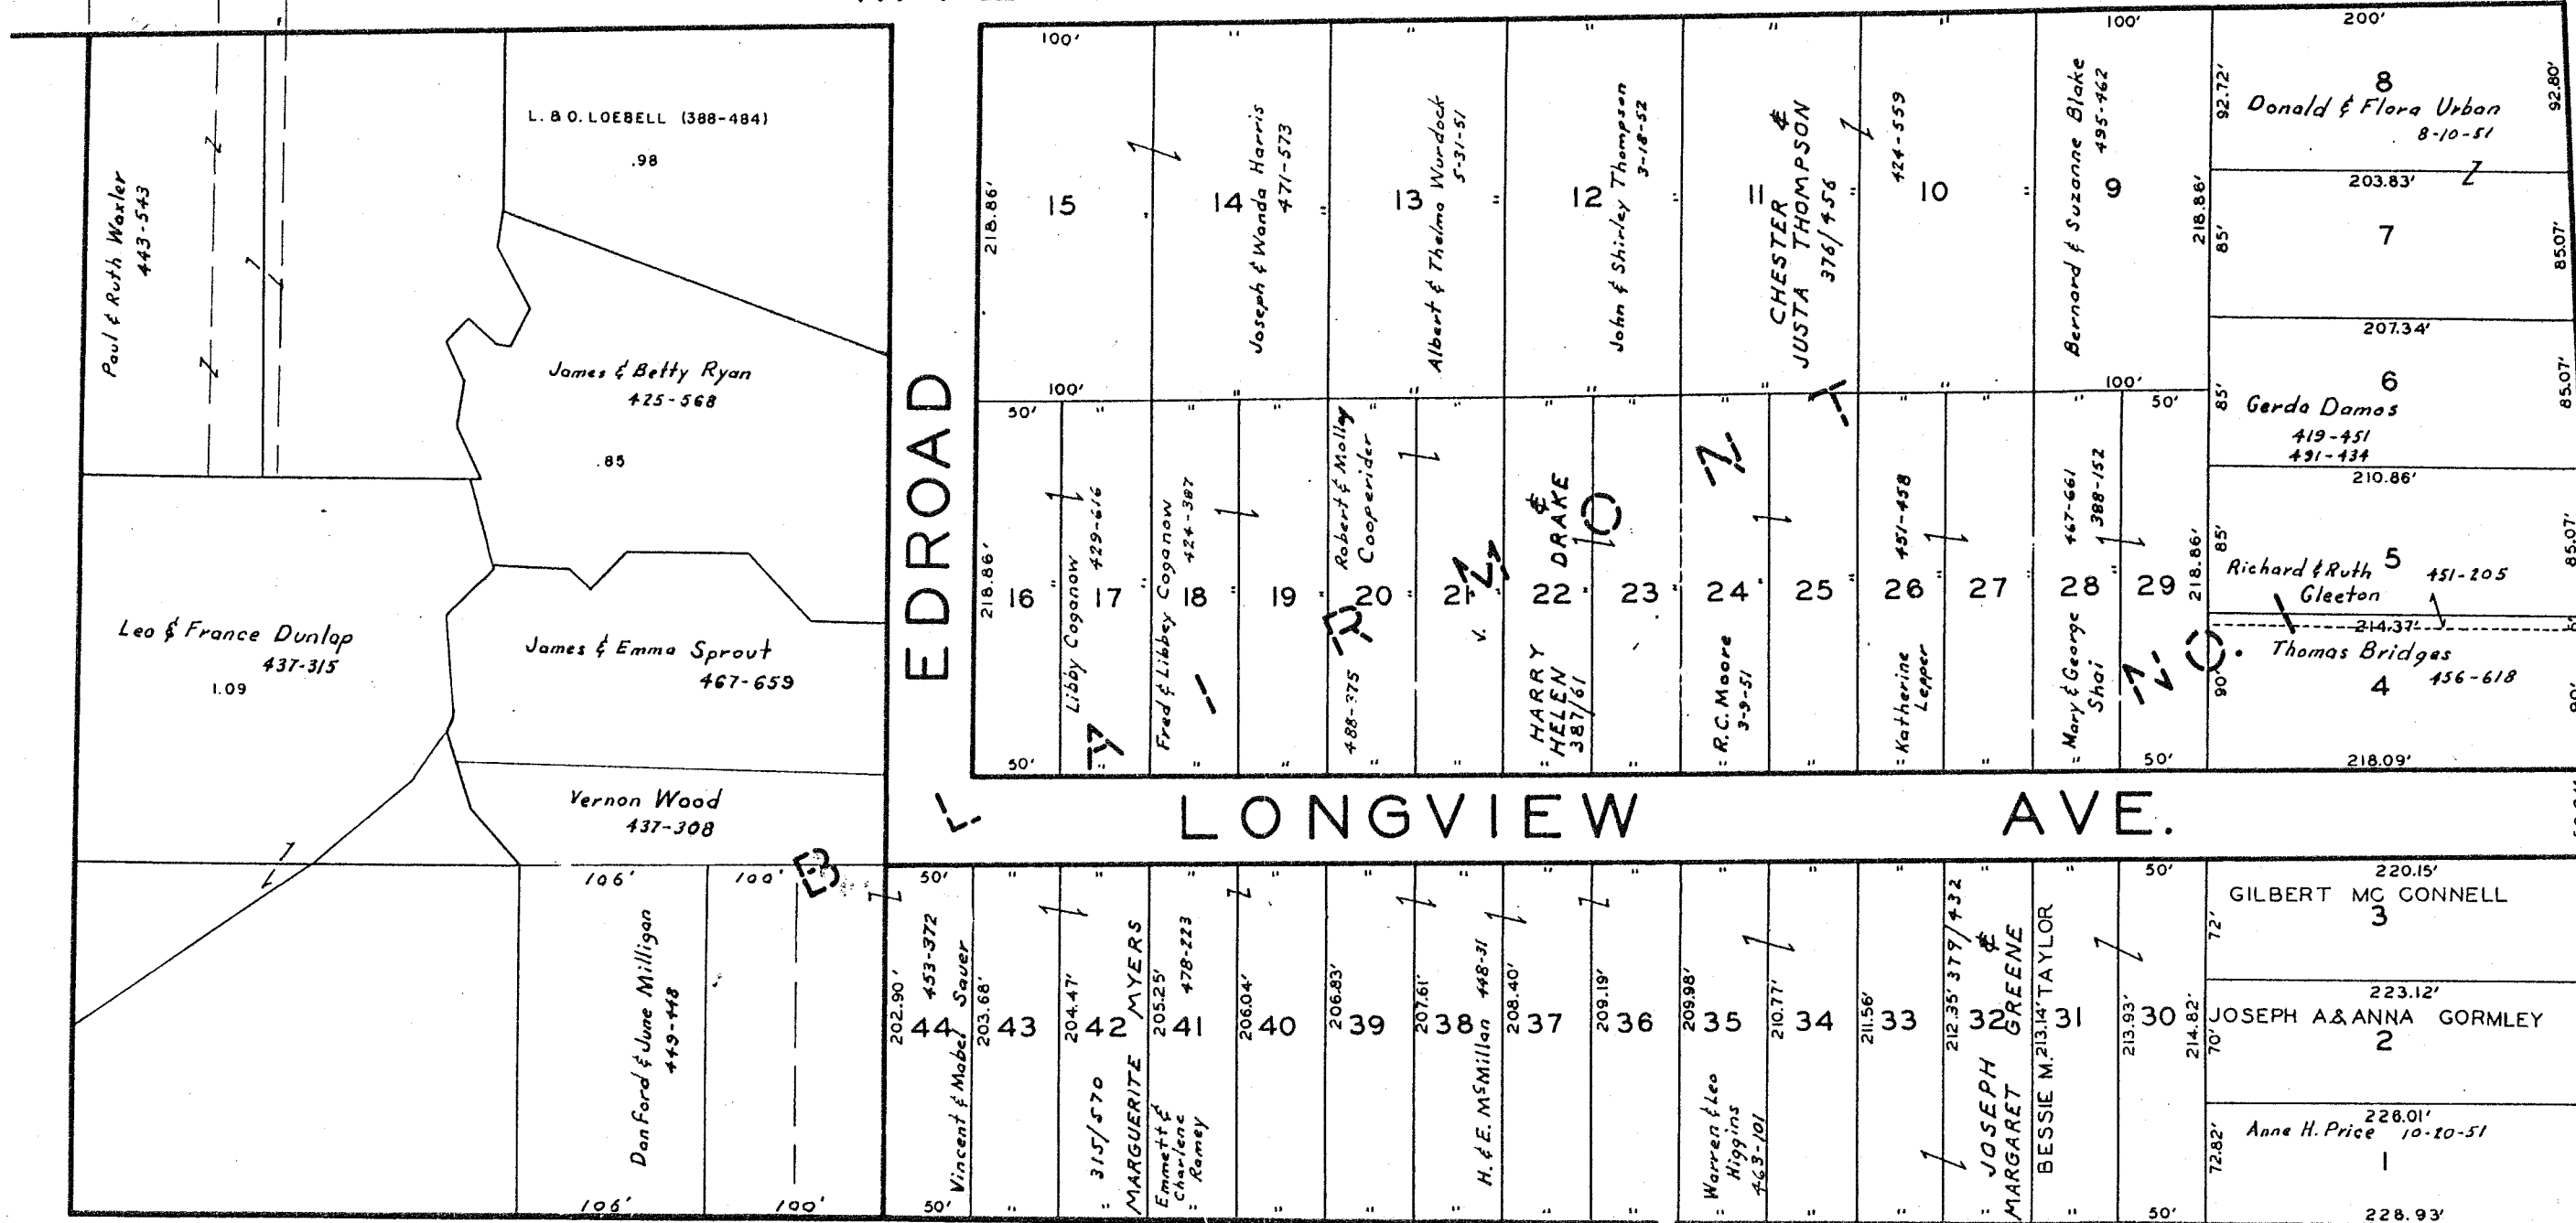 Paul & Ruth Waxler
443-543
L. & O. LOEBELL (388-484)
.98
James & Betty Ryan
425-568
.85
Leo & France Dunlap
437-315
1.09
James & Emma Sprout
467-659
Vernon Wood
437-308
106'
100'
Danford & June Milligan
449-448
106'
100'
EDROAD
LONGVIEW AVE.
BLYRNOTNO.
100'
218.86'
15
100'
"
14
Joseph & Wanda Harris
471-573
"
13
Albert & Thelma Wurdock
5-31-51
"
12
John & Shirley Thompson
3-18-52
"
11
CHESTER &
JUSTA THOMPSON
376/456
"
10
424-559
100'
9
Bernard & Suzanne Blake
495-462
218.86'
100'
50'
218.86'
16
50'
17
Libby Coganow 429-616
18
Fred & Libbey Coganow 424-387
19
20
Robert & Molley
Cooperider
488-375
21
V.
22
HARRY &
HELEN DRAKE
387/61
23
24
R.C. Moore
3-9-51
25
26
Katherine
Lepper
451-458
27
28
Mary & George
Shai
467-661
388-152
29
50'
218.86'
50'
200'
92.72'
8
92.80'
Donald & Flora Urban
8-10-51
203.83'
85'
7
85.07'
207.34'
85'
6
85.07'
Gerda Damos
419-451
491-434
210.86'
85'
5
85.07'
Richard & Ruth
Gleeton
451-205
214.37'
Thomas Bridges
456-618
90'
4
90'
218.09'
50'
202.90'
44
453-372
Vincent & Mabel Sauer
50'
203.68'
43
204.47'
42
315/570
MARGUERITE MYERS
205.25'
41
478-223
Emmett &
Charlene
Ramey
206.04'
40
206.83'
39
207.61'
38
H. & E. McMillan 448-31
208.40'
37
209.19'
36
209.98'
35
Warren & Leo
Higgins
463-101
210.77'
34
211.56'
33
212.35'
379/432
32
JOSEPH &
MARGARET GREENE
BESSIE M. TAYLOR
213.14'
31
213.93'
30
214.82'
50'
50'
220.15'
GILBERT MC CONNELL
72'
3
223.12'
JOSEPH A. & ANNA GORMLEY
70'
2
226.01'
Anne H. Price 10-20-51
72.82'
1
228.93'